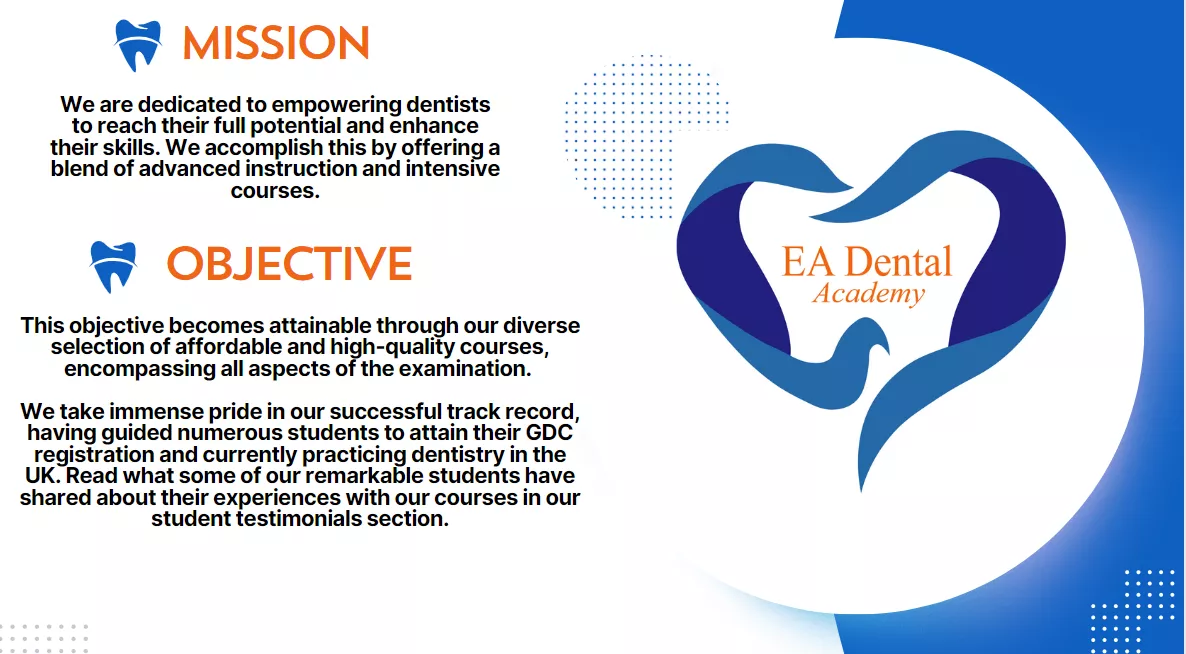 MISSION
We are dedicated to empowering dentists
to reach their full potential and enhance
their skills. We accomplish this by offering a
blend of advanced instruction and intensive
courses.
OBJECTIVE
This objective becomes attainable through our diverse
selection of affordable and high-quality courses,
encompassing all aspects of the examination.
We take immense pride in our successful track record,
having guided numerous students to attain their GDC
registration and currently practicing dentistry in the
UK. Read what some of our remarkable students have
shared about their experiences with our courses in our
student testimonials section.
EA Dental
Academy